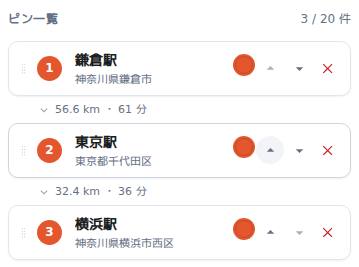 ピン一覧
3 / 20 件
1
鎌倉駅
神奈川県鎌倉市
56.6 km ・ 61 分
2
東京駅
東京都千代田区
32.4 km ・ 36 分
3
横浜駅
神奈川県横浜市西区